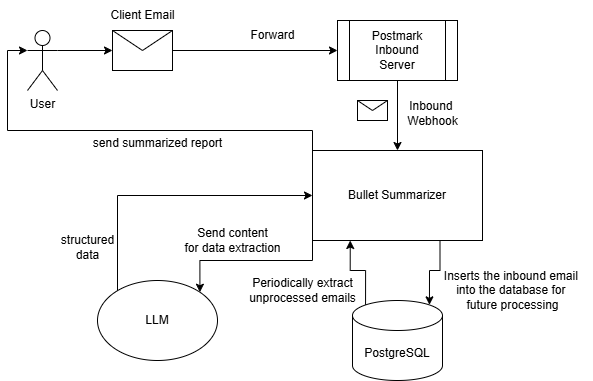 Client Email
Forward
Postmark
Inbound
Server
User
Inbound
Webhook
send summarized report
Bullet Summarizer
structured
data
Send content
for data extraction
Periodically extract
unprocessed emails
Inserts the inbound email
into the database for
future processing
LLM
PostgreSQL